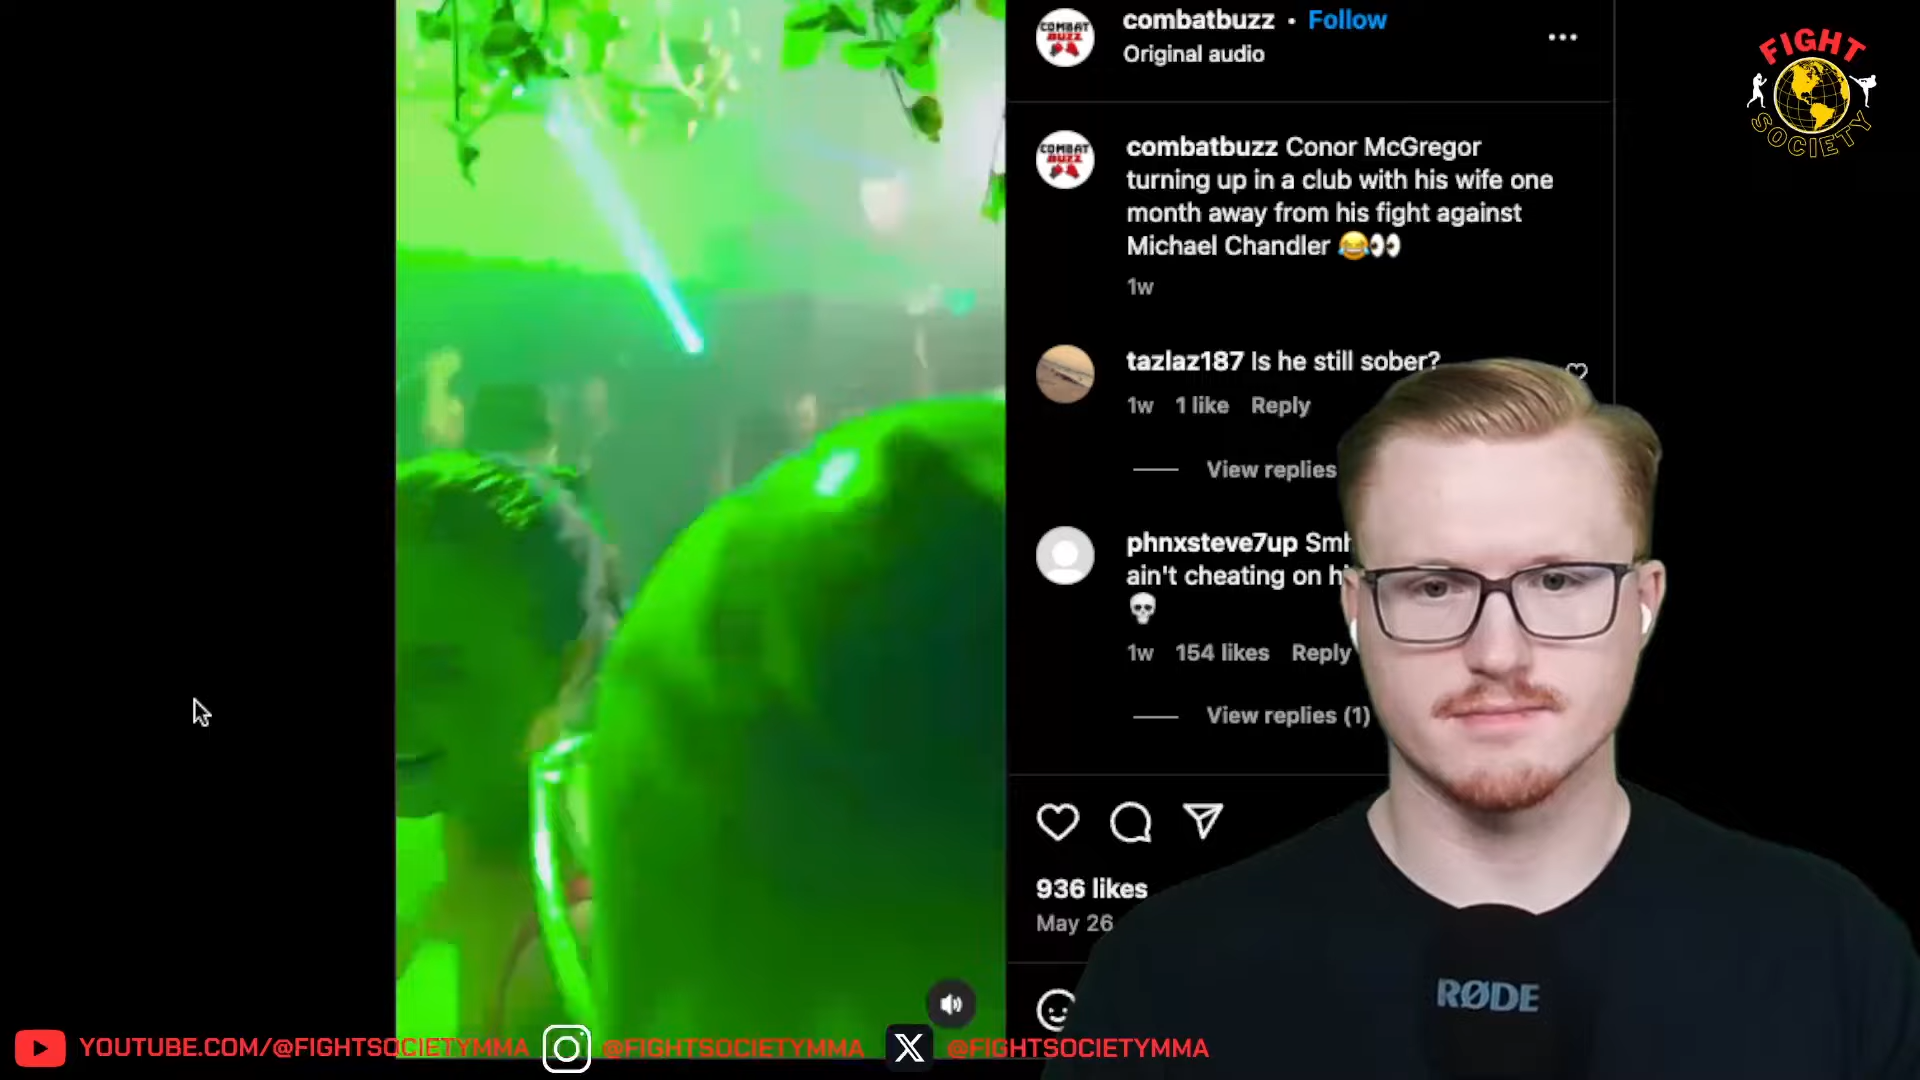 combatbuzz • Follow
Original audio
COMBAT
BUZZ
FIGHT
SOCIETY
COMBAT
BUZZ
combatbuzz Conor McGregor
turning up in a club with his wife one
month away from his fight against
Michael Chandler 😂👀
1w
tazlaz187 Is he still sober?
1w 1 like Reply
View replies
phnxsteve7up Smh
ain't cheating on
💀
1w 154 likes Reply
View replies (1)
936 likes
May 26
RØDE
YOUTUBE.COM/@FIGHTSOCIETYMMA @FIGHTSOCIETYMMA X @FIGHTSOCIETYMMA